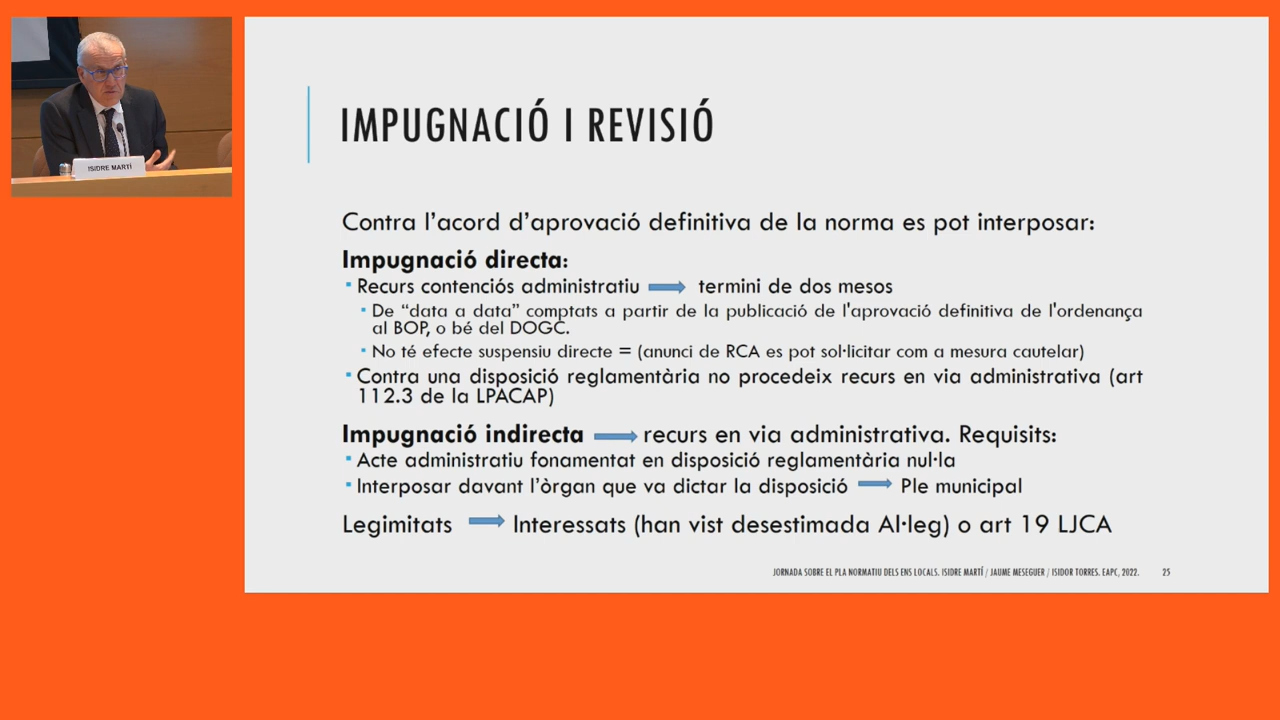 ISIDRE MARTÍ
IMPUGNACIÓ I REVISIÓ
Contra l'acord d'aprovació definitiva de la norma es pot interposar:
Impugnació directa:
Recurs contenciós administratiu termini de dos mesos
De “data a data” comptats a partir de la publicació de l'aprovació definitiva de l'ordenança
al BOP, o bé del DOGC.
No té efecte suspensiu directe = (anunci de RCA es pot sol·licitar com a mesura cautelar)
Contra una disposició reglamentària no procedeix recurs en via administrativa (art
112.3 de la LPACAP)
Impugnació indirecta recurs en via administrativa. Requisits:
Acte administratiu fonamentat en disposició reglamentària nul·la
Interposar davant l'òrgan que va dictar la disposició Ple municipal
Legimitats Interessats (han vist desestimada Al·leg) o art 19 LJCA
JORNADA SOBRE EL PLA NORMATIU DELS ENS LOCALS. ISIDRE MARTÍ / JAUME MESEGUER / ISIDOR TORRES. EAPC, 2022. 25